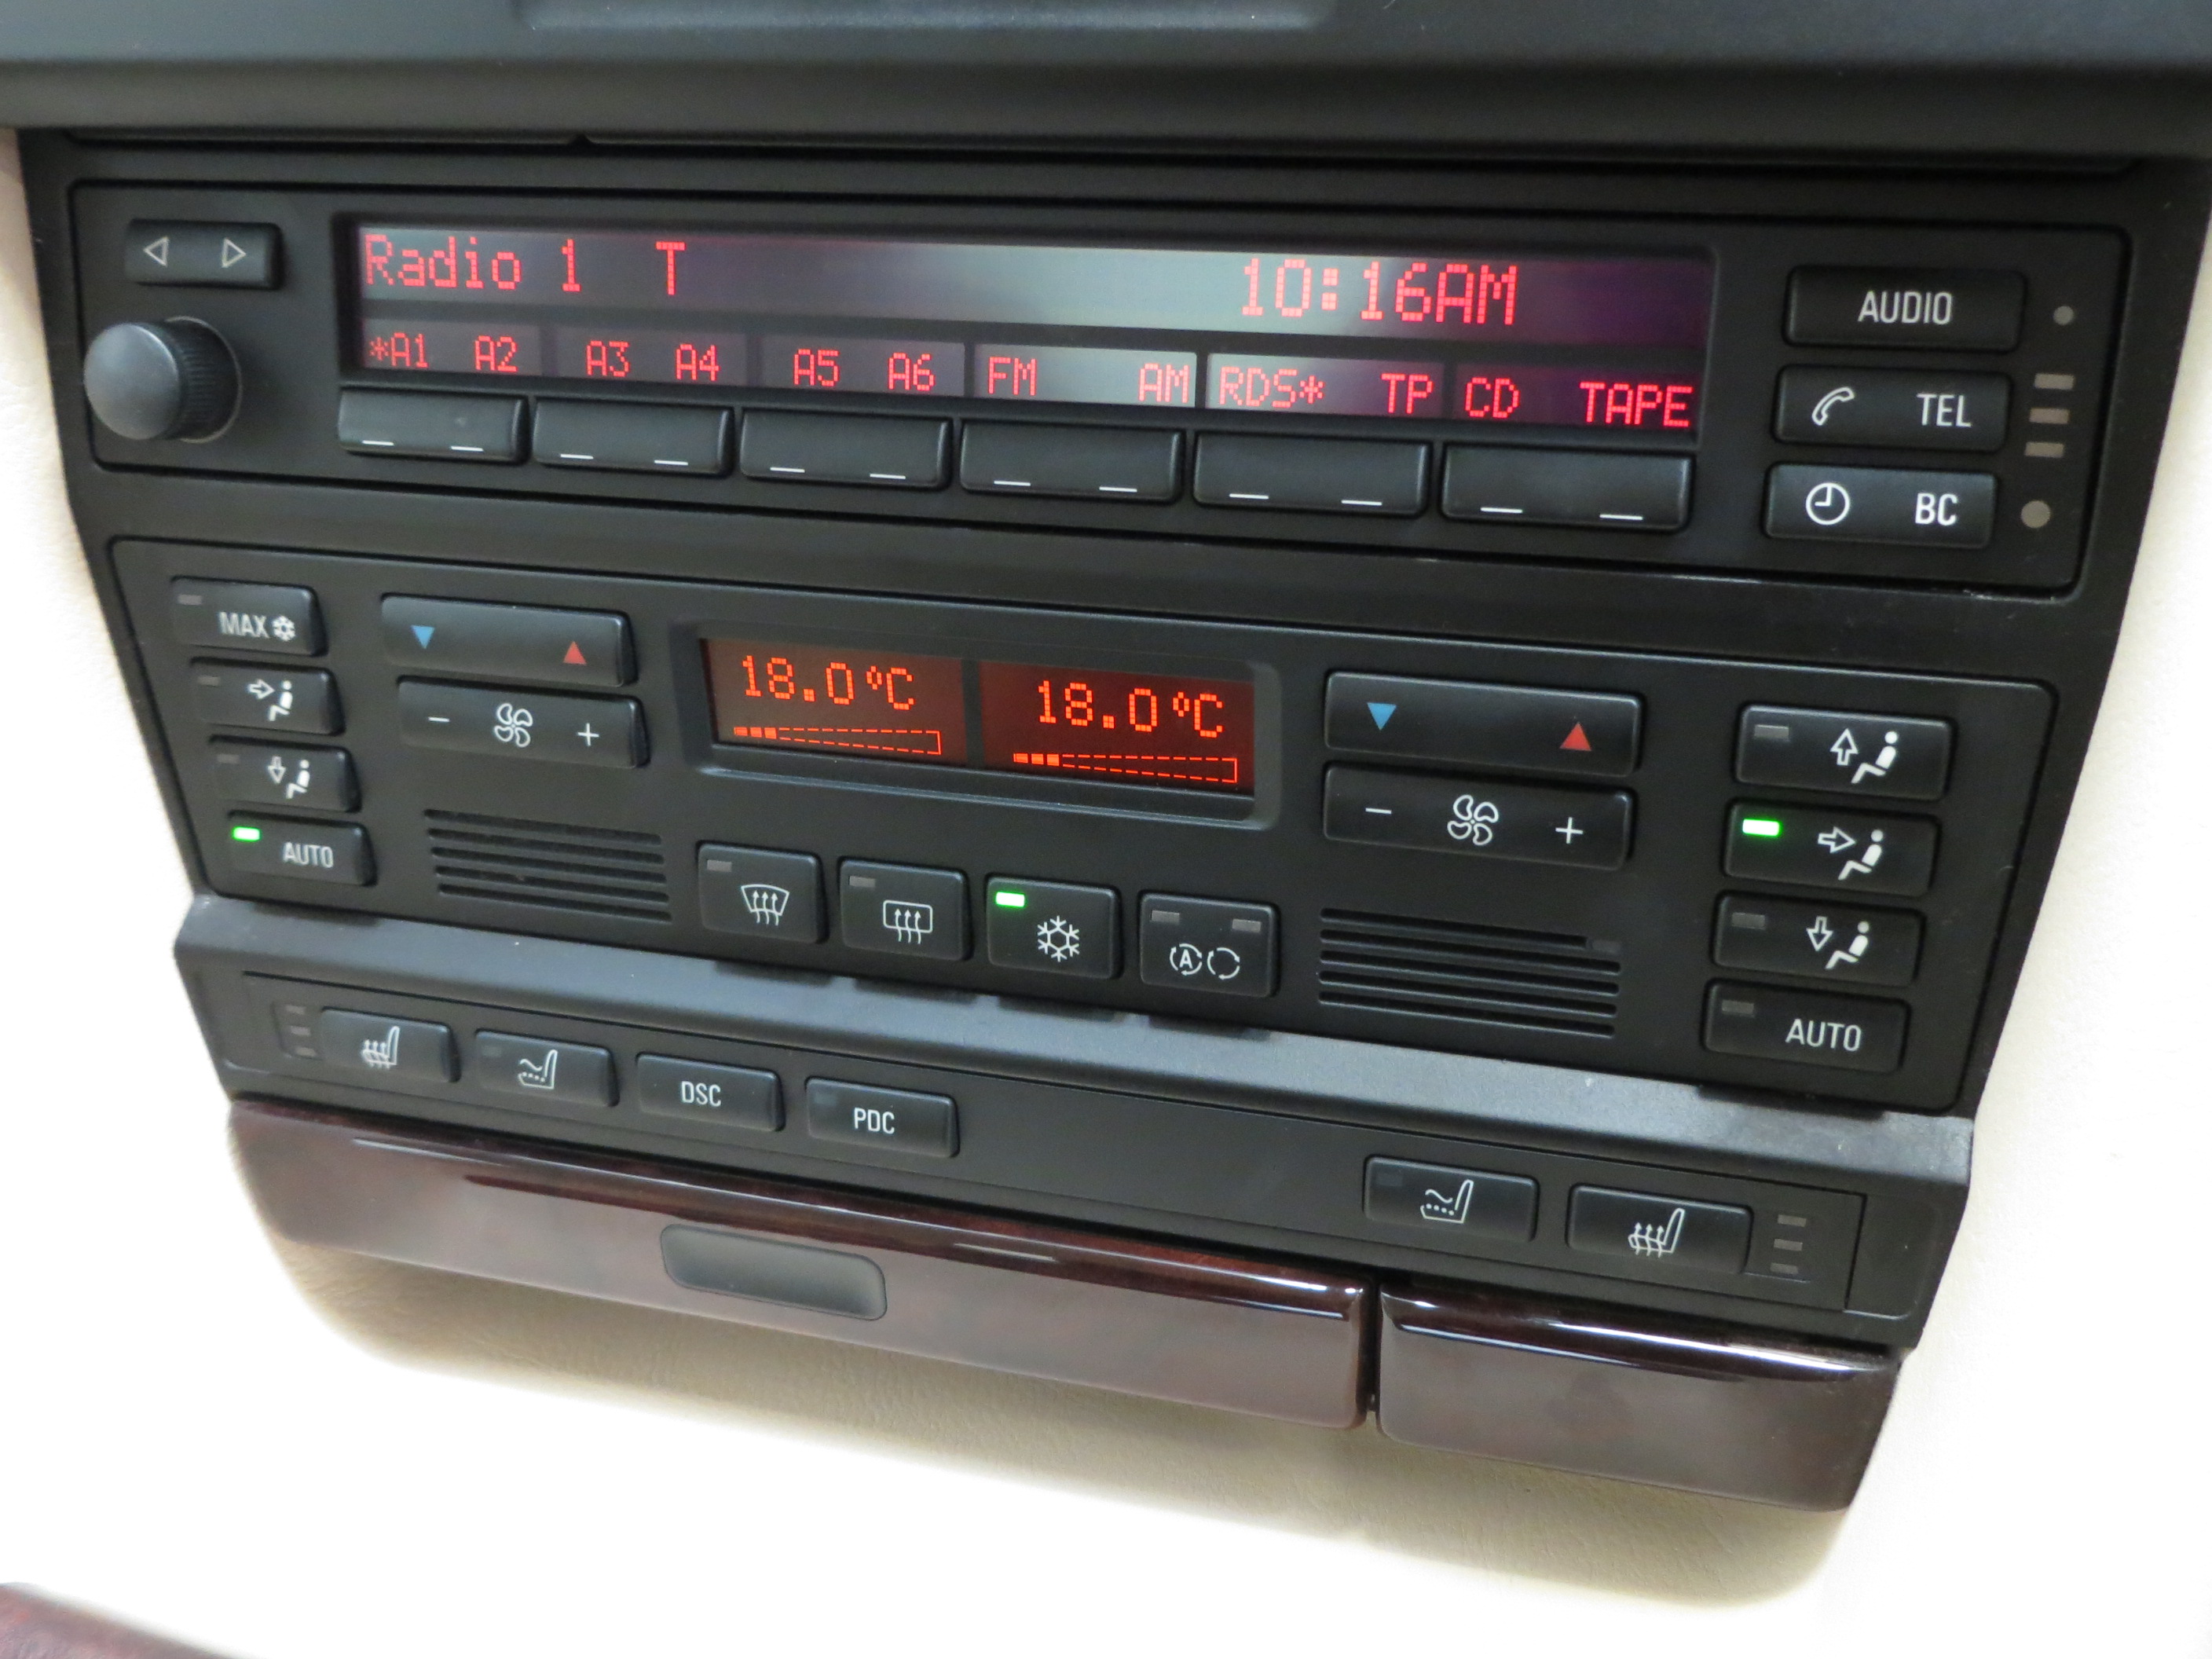 Radio 1 T 10:16AM
*A1 A2 A3 A4 A5 A6 FM AM RDS* TP CD TAPE
AUDIO
TEL
BC
MAX
18.0°C 18.0°C
- +
- +
AUTO
A
AUTO
DSC
PDC